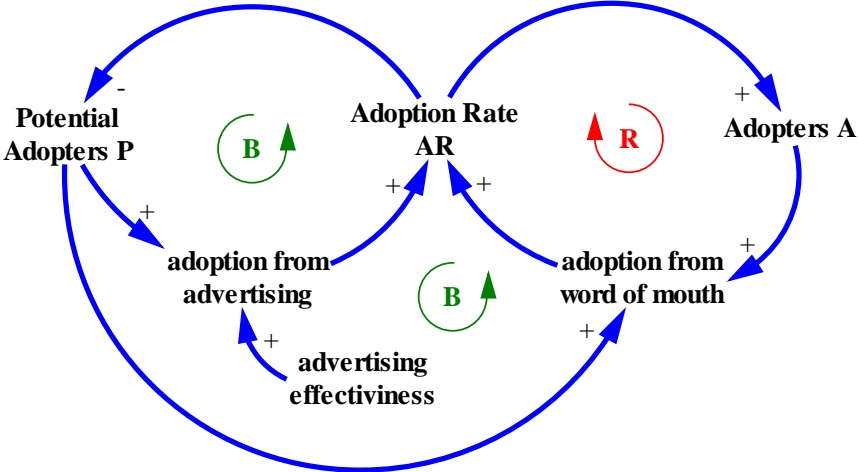 -
+
Potential
Adopters P
B
Adoption Rate
AR
R
Adopters A
+
+
+
+
adoption from
advertising
B
adoption from
word of mouth
+
+
advertising
effectiviness